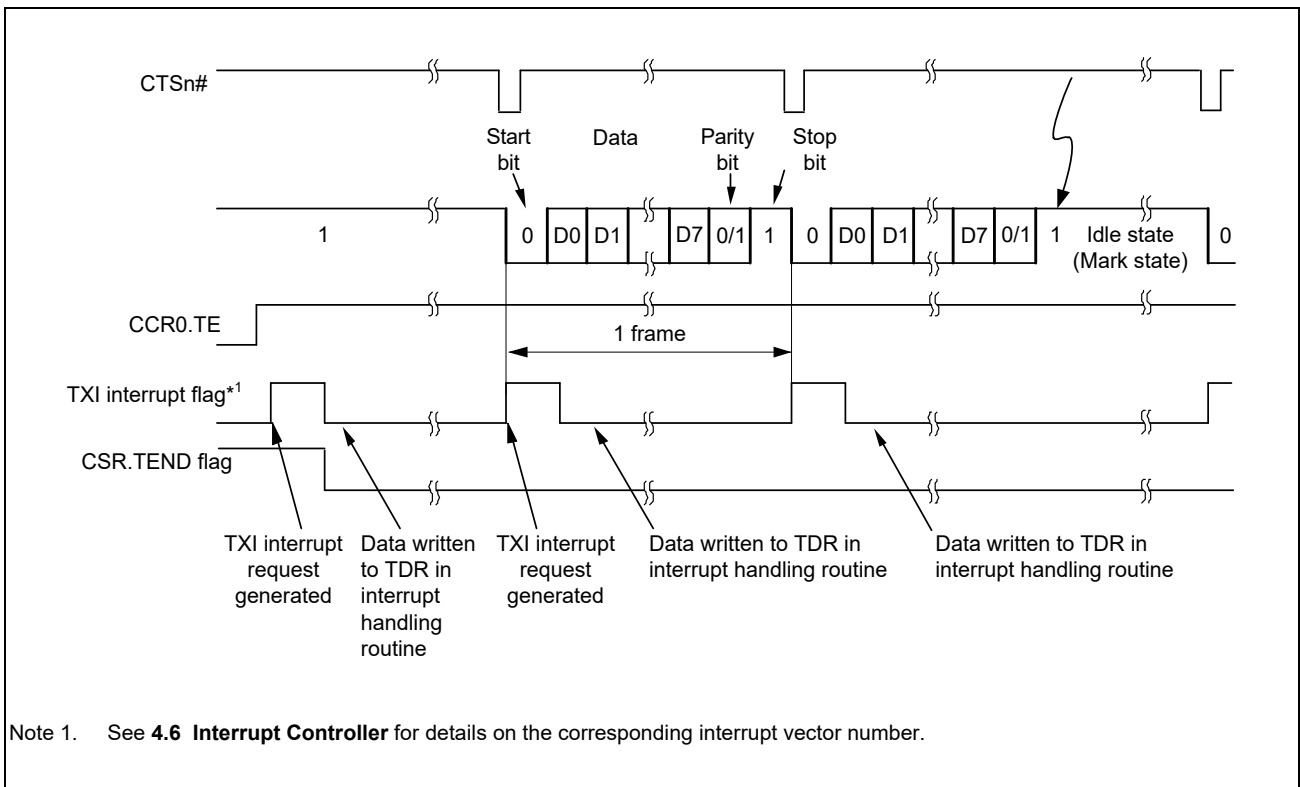 CTSn#
Start
bit
Data
Parity
bit
Stop
bit
1
0 D0 D1 D7 0/1 1 0 D0 D1 D7 0/1 1 Idle state
(Mark state) 0
CCR0.TE
1 frame
TXI interrupt flag*1
CSR.TEND flag
TXI interrupt
request
generated
Data written
to TDR in
interrupt
handling
routine
TXI interrupt
request
generated
Data written to TDR in
interrupt handling routine
Data written to TDR in
interrupt handling routine
Note 1. See 4.6 Interrupt Controller for details on the corresponding interrupt vector number.